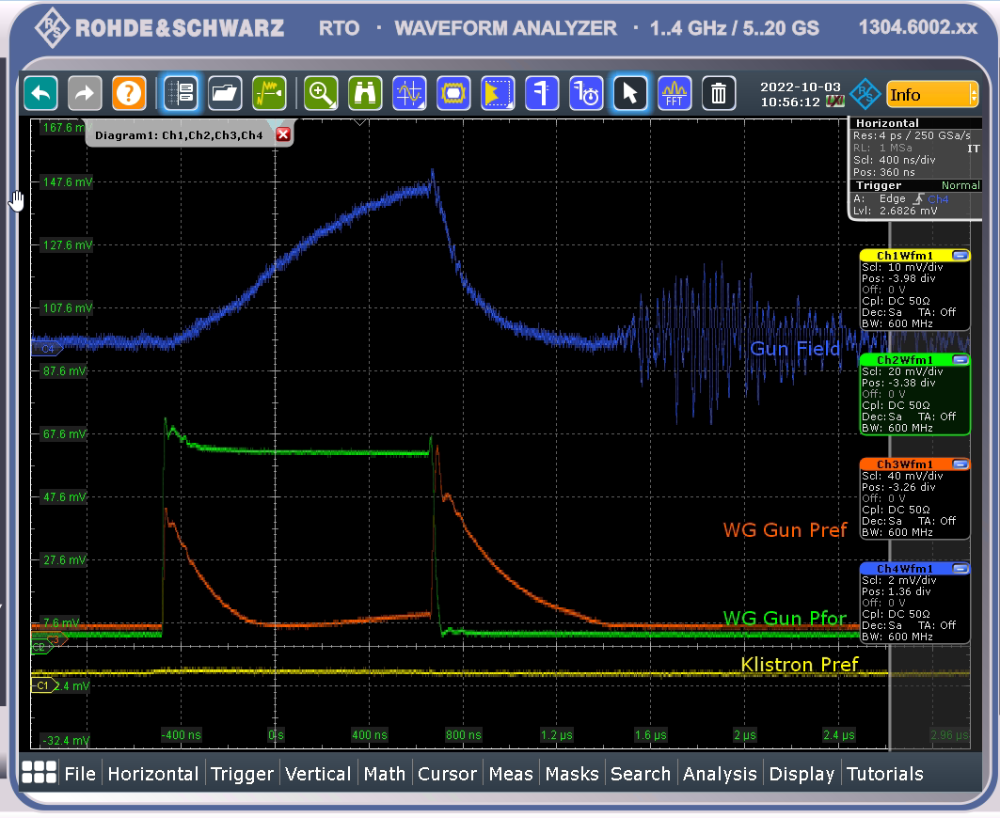 ROHDE&SCHWARZ RTO · WAVEFORM ANALYZER · 1..4 GHz / 5..20 GS 1304.6002.xx
FFT
2022-10-03
10:56:12 LXI
Info
Diagram1: Ch1,Ch2,Ch3,Ch4
Horizontal
Res: 4 ps / 250 GSa/s
RL: 1 MSa
IT
Scl: 400 ns/div
Pos: 360 ns
Trigger Normal
A: Edge Ch4
Lvl: 2.6826 mV
167.6 m
147.6 mV
127.6 mV
107.6 mV
87.6 mV
67.6 mV
47.6 mV
27.6 mV
7.6 mV
2.4 mV
-32.4 mV
C4
C2
3
C1
Gun Field
WG Gun Pref
WG Gun Pfor
Klistron Pref
Ch1Wfm1
Scl: 10 mV/div
Pos: -3.98 div
Off: 0 V
Cpl: DC 50Ω
Dec: Sa TA: Off
BW: 600 MHz
Ch2Wfm1
Scl: 20 mV/div
Pos: -3.38 div
Off: 0 V
Cpl: DC 50Ω
Dec: Sa TA: Off
BW: 600 MHz
Ch3Wfm1
Scl: 40 mV/div
Pos: -3.26 div
Off: 0 V
Cpl: DC 50Ω
Dec: Sa TA: Off
BW: 600 MHz
Ch4Wfm1
Scl: 2 mV/div
Pos: 1.36 div
Off: 0 V
Cpl: DC 50Ω
Dec: Sa TA: Off
BW: 600 MHz
-400 ns 0 s 400 ns 800 ns 1.2 µs 1.6 µs 2 µs 2.4 µs 2.96 µs
File Horizontal Trigger Vertical Math Cursor Meas Masks Search Analysis Display Tutorials